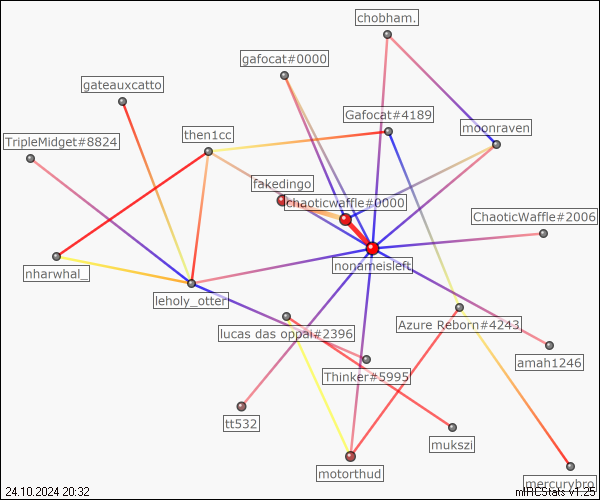 chobham.
gafocat#0000
gateauxcatto
Gafocat#4189
moonraven
then1cc
TripleMidget#8824
fakedingo
chaoticwaffle#0000
ChaoticWaffle#2006
nonameisleft
nharwhal_
leholy_otter
Azure Reborn#4243
lucas das oppai#2396
amah1246
Thinker#5995
tt532
mukszi
motorthud
mercurybro
24.10.2024 20:32
mIRCStats v1.25